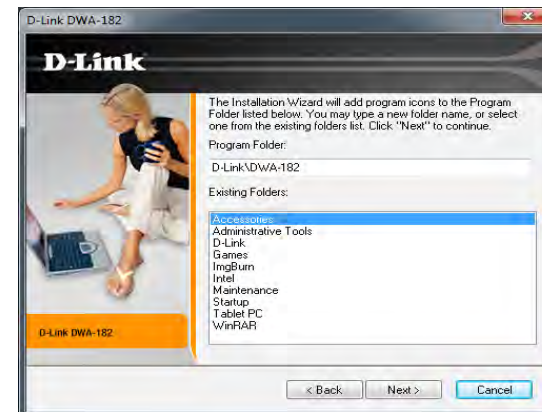 D-Link DWA-182
D-Link
The Installation Wizard will add program icons to the Program
Folder listed below. You may type a new folder name, or select
one from the existing folders list. Click "Next" to continue.
Program Folder:
D-Link\DWA-182
Existing Folders:
Accessories
Administrative Tools
D-Link
Games
ImgBurn
Intel
Maintenance
Startup
Tablet PC
WinRAR
D-Link DWA-182
< Back
Next >
Cancel